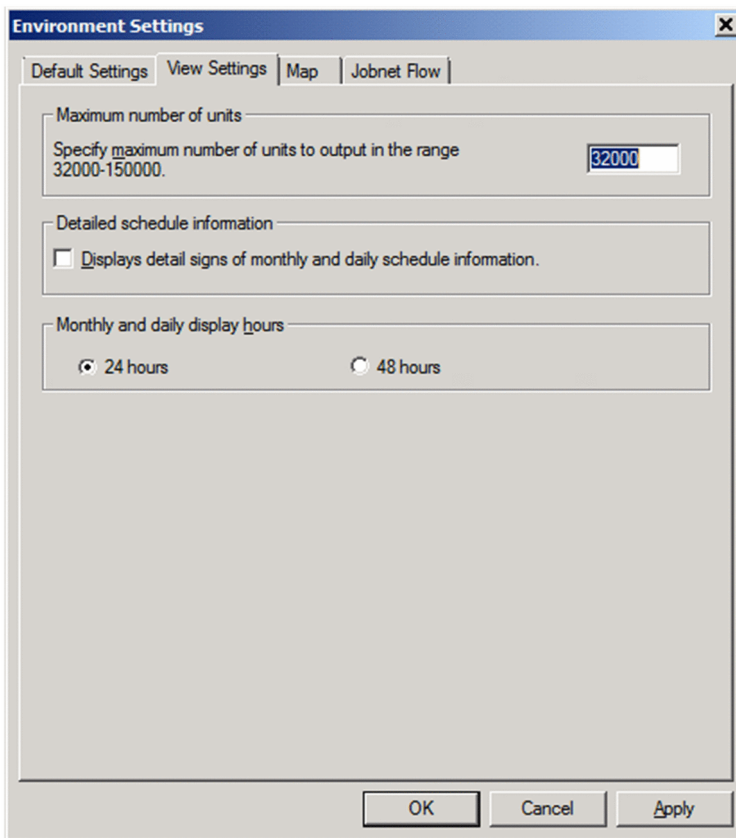 Environment Settings
Default Settings
View Settings
Map
Jobnet Flow
Maximum number of units
Specify maximum number of units to output in the range
32000-150000.
32000
Detailed schedule information
Displays detail signs of monthly and daily schedule information.
Monthly and daily display hours
24 hours
48 hours
OK
Cancel
Apply